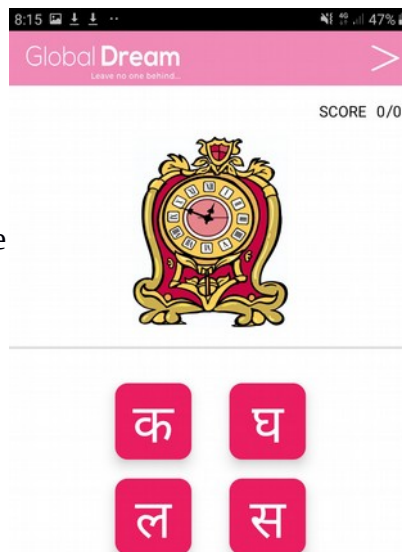 8:15 47%
Global Dream >
Leave no one behind...
SCORE 0/0
e
क घ
ल स